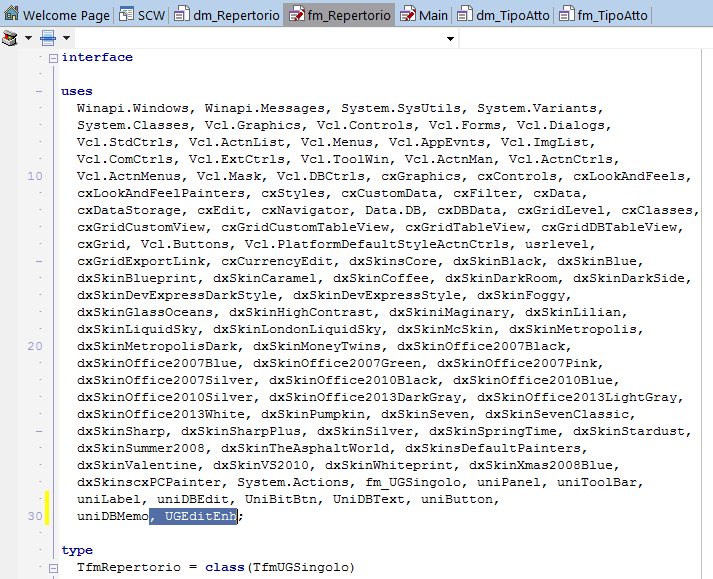 Welcome Page SCW dm_Repertorio fm_Repertorio Main dm_TipoAtto fm_TipoAtto
interface
uses
Winapi.Windows, Winapi.Messages, System.SysUtils, System.Variants,
System.Classes, Vcl.Graphics, Vcl.Controls, Vcl.Forms, Vcl.Dialogs,
Vcl.StdCtrls, Vcl.ActnList, Vcl.Menus, Vcl.AppEvnts, Vcl.ImgList,
Vcl.ComCtrls, Vcl.ExtCtrls, Vcl.ToolWin, Vcl.ActnMan, Vcl.ActnCtrls,
10 Vcl.ActnMenus, Vcl.Mask, Vcl.DBCtrls, cxGraphics, cxControls, cxLookAndFeels,
cxLookAndFeelPainters, cxStyles, cxCustomData, cxFilter, cxData,
cxDataStorage, cxEdit, cxNavigator, Data.DB, cxDBData, cxGridLevel, cxClasses,
cxGridCustomView, cxGridCustomTableView, cxGridTableView, cxGridDBTableView,
cxGrid, Vcl.Buttons, Vcl.PlatformDefaultStyleActnCtrls, usrlevel,
cxGridExportLink, cxCurrencyEdit, dxSkinsCore, dxSkinBlack, dxSkinBlue,
dxSkinBlueprint, dxSkinCaramel, dxSkinCoffee, dxSkinDarkRoom, dxSkinDarkSide,
dxSkinDevExpressDarkStyle, dxSkinDevExpressStyle, dxSkinFoggy,
dxSkinGlassOceans, dxSkinHighContrast, dxSkiniMaginary, dxSkinLilian,
dxSkinLiquidSky, dxSkinLondonLiquidSky, dxSkinMcSkin, dxSkinMetropolis,
20 dxSkinMetropolisDark, dxSkinMoneyTwins, dxSkinOffice2007Black,
dxSkinOffice2007Blue, dxSkinOffice2007Green, dxSkinOffice2007Pink,
dxSkinOffice2007Silver, dxSkinOffice2010Black, dxSkinOffice2010Blue,
dxSkinOffice2010Silver, dxSkinOffice2013DarkGray, dxSkinOffice2013LightGray,
dxSkinOffice2013White, dxSkinPumpkin, dxSkinSeven, dxSkinSevenClassic,
dxSkinSharp, dxSkinSharpPlus, dxSkinSilver, dxSkinSpringTime, dxSkinStardust,
dxSkinSummer2008, dxSkinTheAsphaltWorld, dxSkinsDefaultPainters,
dxSkinValentine, dxSkinVS2010, dxSkinWhiteprint, dxSkinXmas2008Blue,
dxSkinscxPCPainter, System.Actions, fm_UGSingolo, uniPanel, uniToolBar,
uniLabel, uniDBEdit, UniBitBtn, UniDBText, uniButton,
30 uniDBMemo, UGEditEnh;
type
TfmRepertorio = class(TfmUGSingolo)